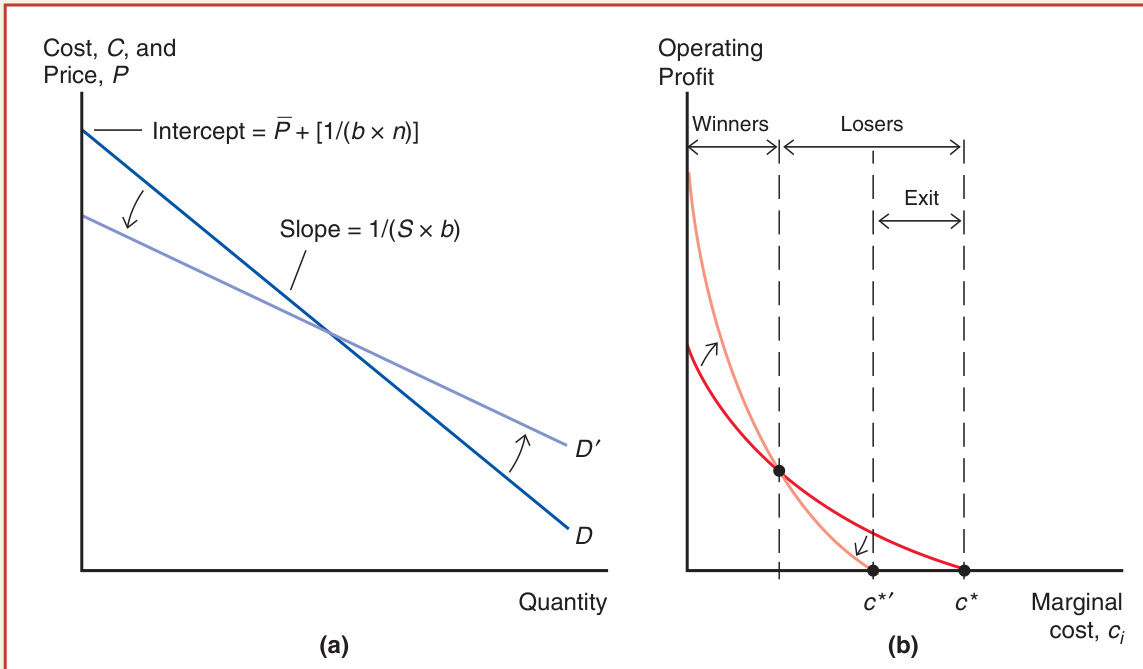 Cost, C, and
Price, P
Intercept = P̅ + [1/(b × n)]
Slope = 1/(S × b)
D′
D
Quantity
(a)
Operating
Profit
Winners
Losers
Exit
c*′
c*
Marginal
cost, cᵢ
(b)